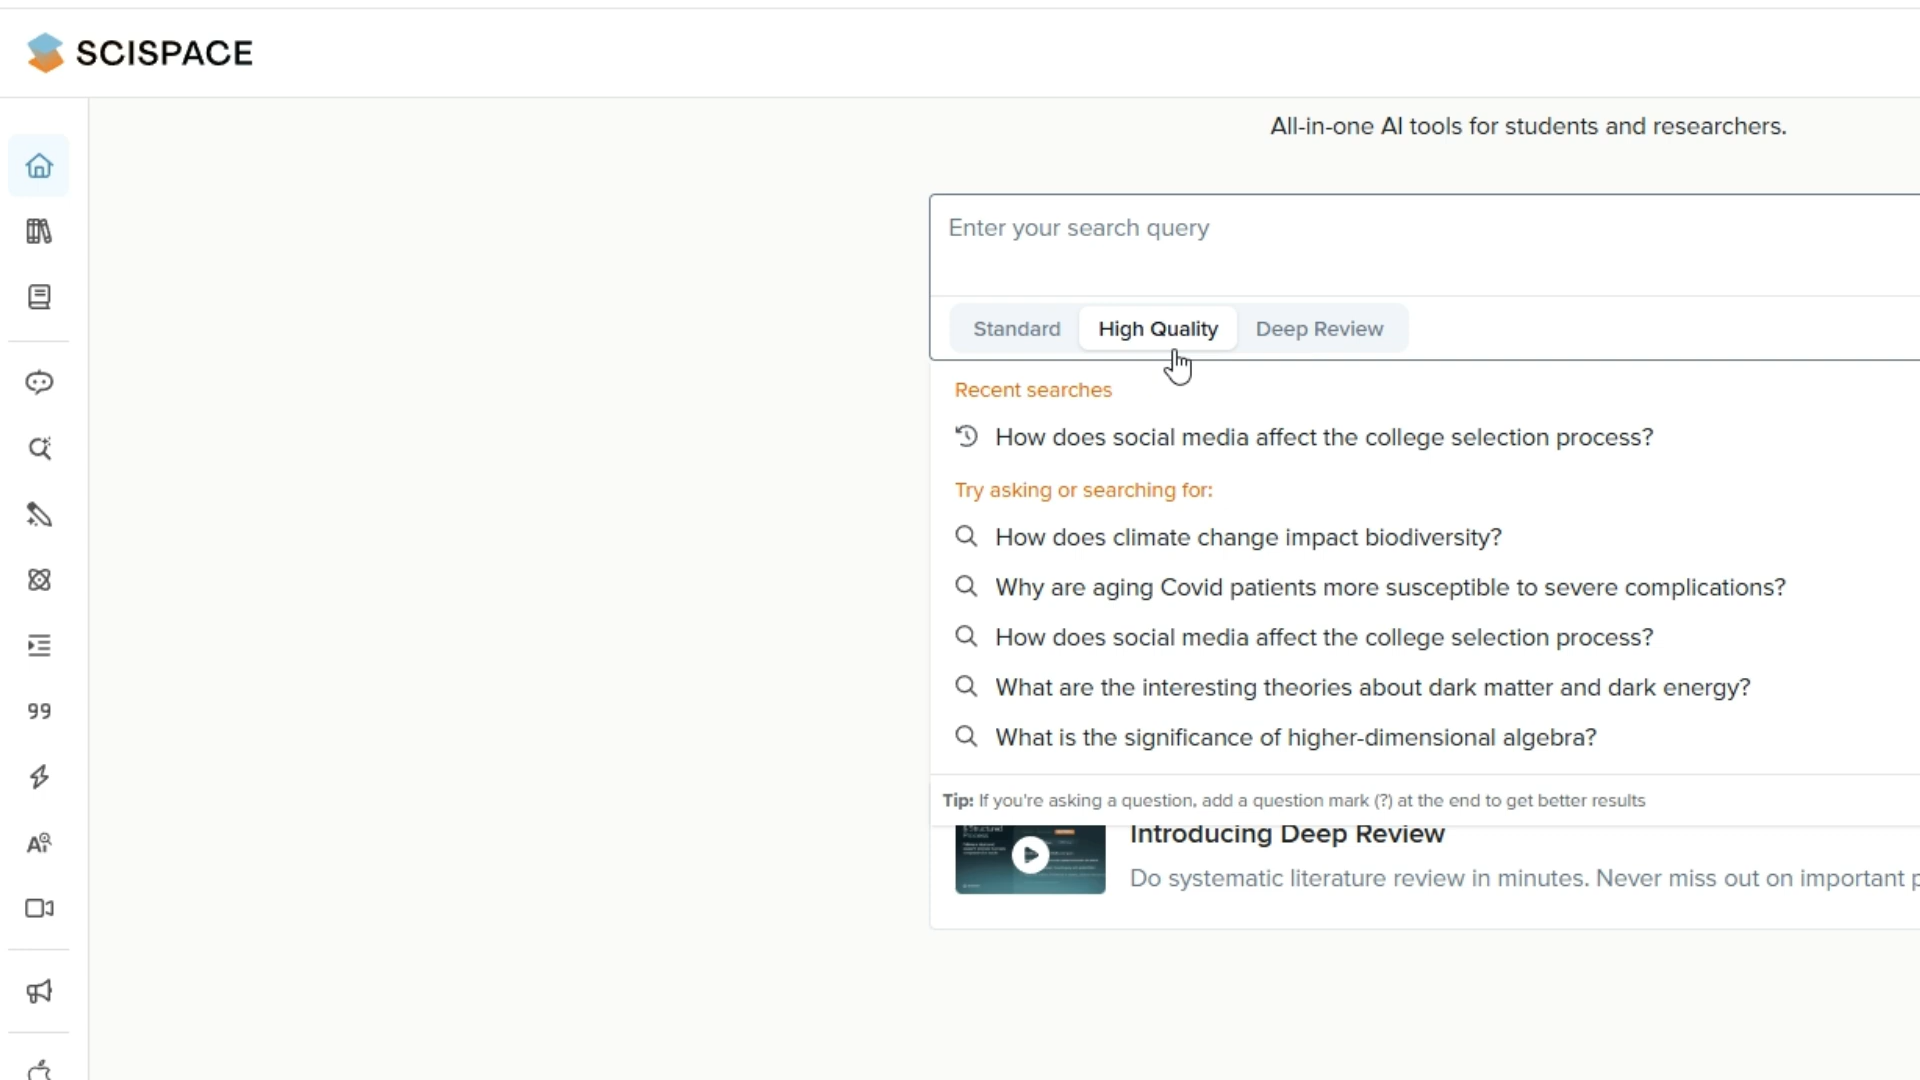 SCISPACE
All-in-one AI tools for students and researchers.
Enter your search query
Standard High Quality Deep Review
Recent searches
How does social media affect the college selection process?
Try asking or searching for:
How does climate change impact biodiversity?
Why are aging Covid patients more susceptible to severe complications?
How does social media affect the college selection process?
What are the interesting theories about dark matter and dark energy?
What is the significance of higher-dimensional algebra?
Tip: If you're asking a question, add a question mark (?) at the end to get better results
Introducing Deep Review
Do systematic literature review in minutes. Never miss out on important